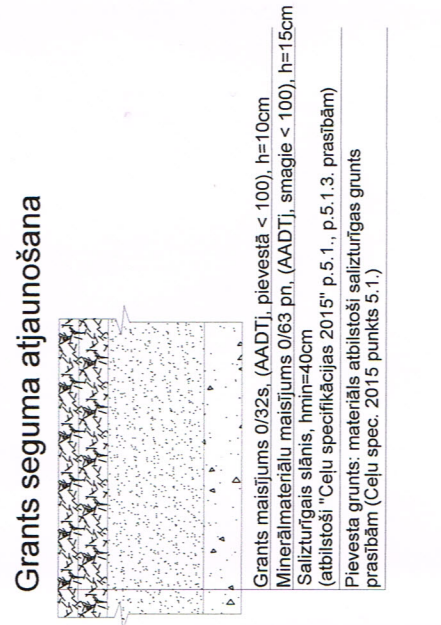 Grants seguma atjaunošana
Grants maisījums 0/32s, (AADTj, pievestā < 100), h=10cm
Minerālmateriālu maisījums 0/63 pn, (AADTj, smagie < 100), h=15cm
Salizturīgais slānis, hmin=40cm
(atbilstoši "Ceļu specifikācijas 2015" p.5.1., p.5.1.3. prasībām)
Pievesta grunts: materiāls atbilstoši salizturīgas grunts
prasībām (Ceļu spec. 2015 punkts 5.1.)